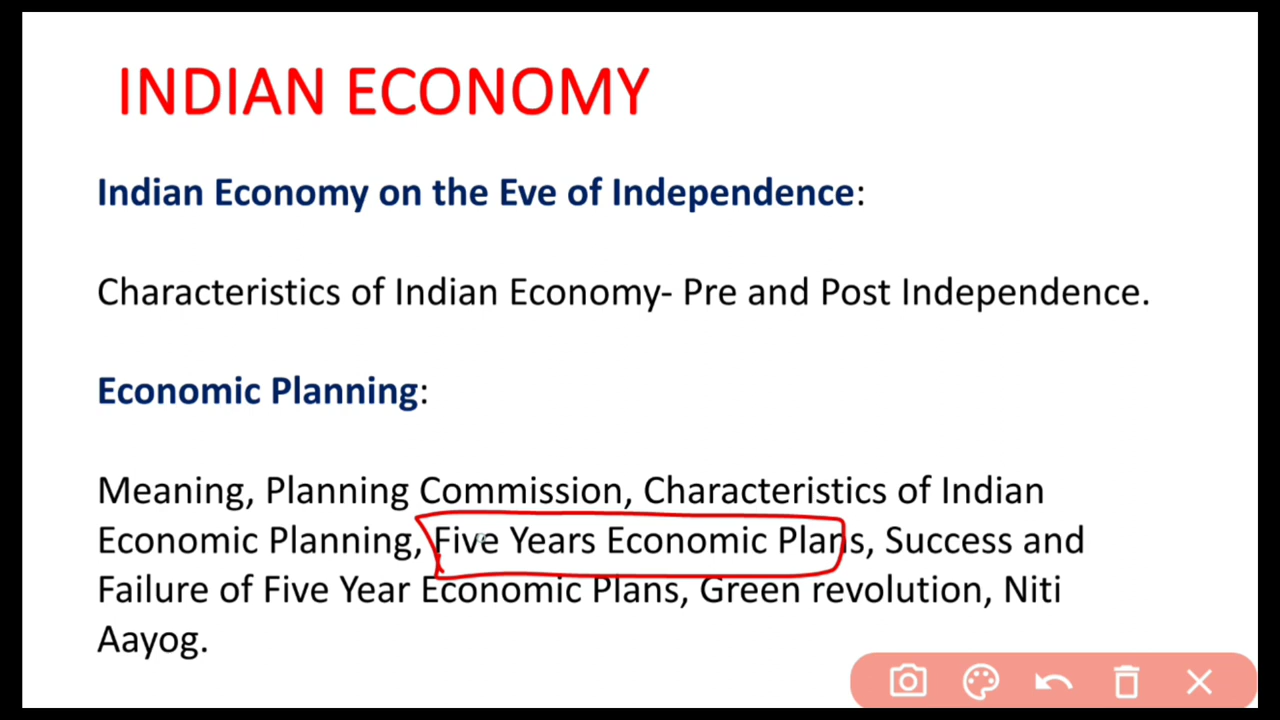 INDIAN ECONOMY
Indian Economy on the Eve of Independence:
Characteristics of Indian Economy- Pre and Post Independence.
Economic Planning:
Meaning, Planning Commission, Characteristics of Indian
Economic Planning, Five Years Economic Plans, Success and
Failure of Five Year Economic Plans, Green revolution, Niti
Aayog.